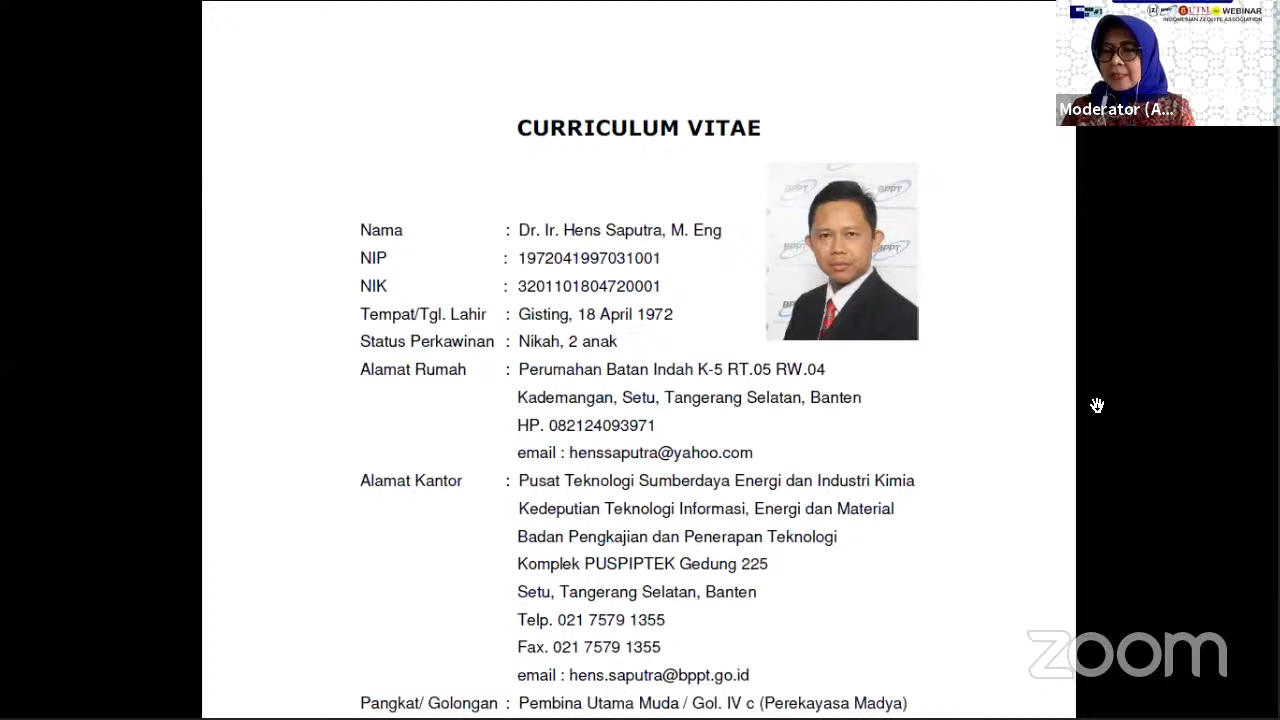 WEBINAR
INDONESIAN ZEOLITE ASSOCIATION
Moderator (A...
CURRICULUM VITAE
BPPT BPPT
BPPT BPPT
Nama : Dr. Ir. Hens Saputra, M. Eng
NIP : 1972041997031001
NIK : 3201101804720001
Tempat/Tgl. Lahir : Gisting, 18 April 1972
Status Perkawinan : Nikah, 2 anak
Alamat Rumah : Perumahan Batan Indah K-5 RT.05 RW.04
Kademangan, Setu, Tangerang Selatan, Banten
HP. 082124093971
email : henssaputra@yahoo.com
Alamat Kantor : Pusat Teknologi Sumberdaya Energi dan Industri Kimia
Kedeputian Teknologi Informasi, Energi dan Material
Badan Pengkajian dan Penerapan Teknologi
Komplek PUSPIPTEK Gedung 225
Setu, Tangerang Selatan, Banten
Telp. 021 7579 1355
Fax. 021 7579 1355
email : hens.saputra@bppt.go.id
Pangkat/ Golongan : Pembina Utama Muda / Gol. IV c (Perekayasa Madya)
zoom